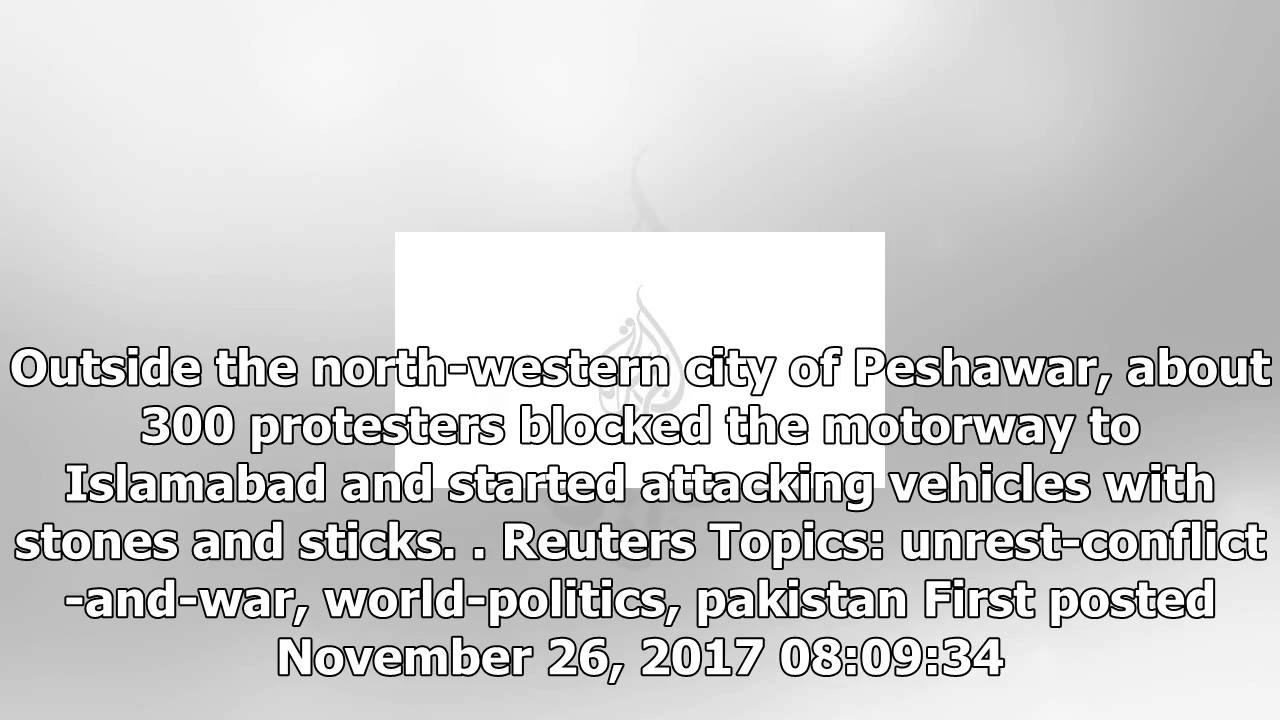 Outside the north-western city of Peshawar, about
300 protesters blocked the motorway to
Islamabad and started attacking vehicles with
stones and sticks. . Reuters Topics: unrest-conflict
-and-war, world-politics, pakistan First posted
November 26, 2017 08:09:34